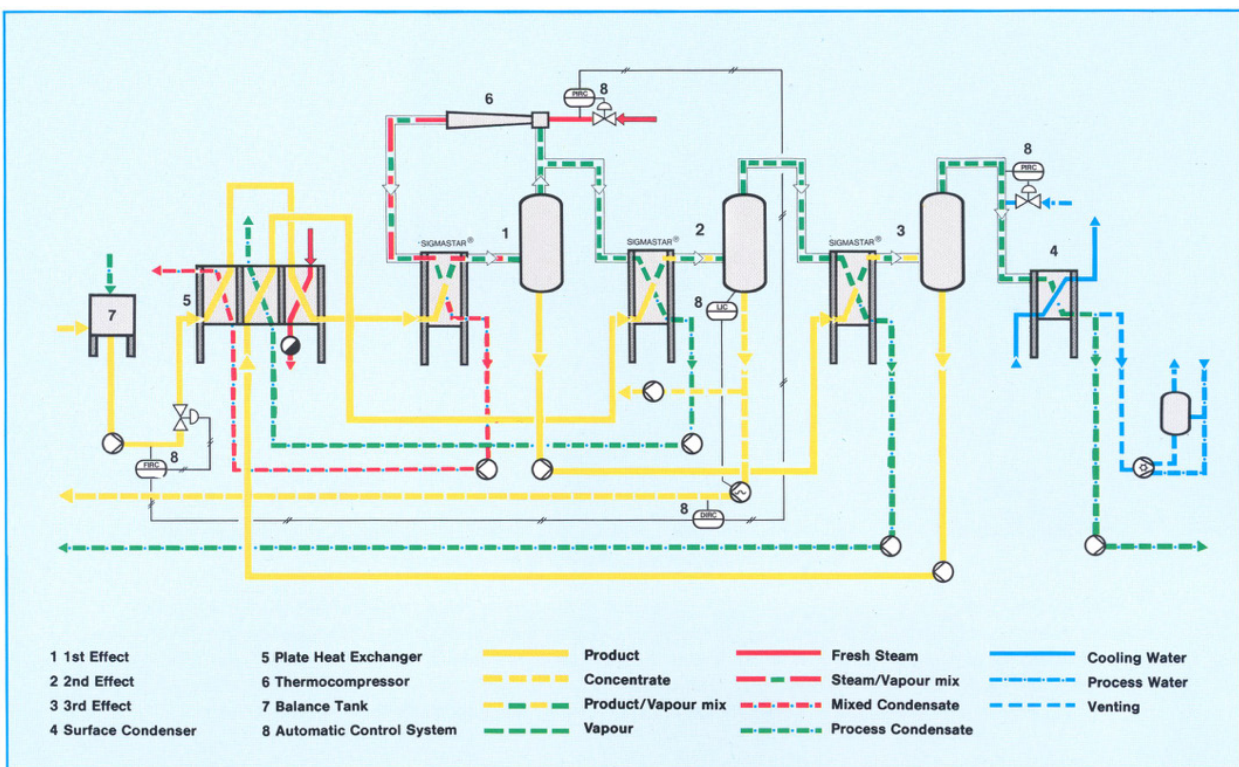 6
PIRC
8
8
PIRC
SIGMASTAR®
1
SIGMASTAR®
2
SIGMASTAR®
3
4
5
7
8
LIC
FIRC
8
8
DIRC
1 1st Effect
2 2nd Effect
3 3rd Effect
4 Surface Condenser
5 Plate Heat Exchanger
6 Thermocompressor
7 Balance Tank
8 Automatic Control System
Product
Concentrate
Product/Vapour mix
Vapour
Fresh Steam
Steam/Vapour mix
Mixed Condensate
Process Condensate
Cooling Water
Process Water
Venting